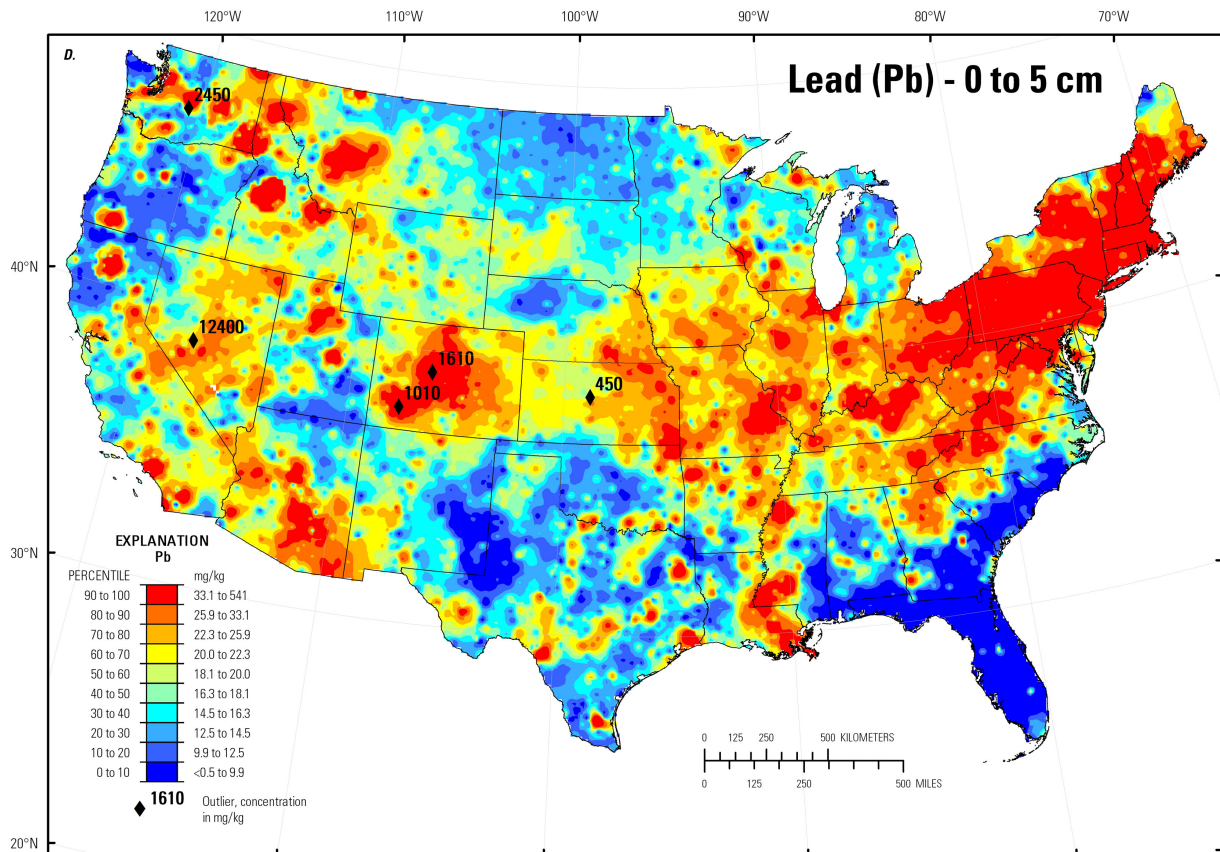 120°W 110°W 100°W 90°W 80°W 70°W
D.
Lead (Pb) - 0 to 5 cm
2450
40°N
12400
1610
1010
450
30°N
EXPLANATION
Pb
PERCENTILE mg/kg
90 to 100 33.1 to 541
80 to 90 25.9 to 33.1
70 to 80 22.3 to 25.9
60 to 70 20.0 to 22.3
50 to 60 18.1 to 20.0
40 to 50 16.3 to 18.1
30 to 40 14.5 to 16.3
20 to 30 12.5 to 14.5
10 to 20 9.9 to 12.5
0 to 10 <0.5 to 9.9
1610 Outlier, concentration
in mg/kg
0 125 250 500 KILOMETERS
0 125 250 500 MILES
20°N